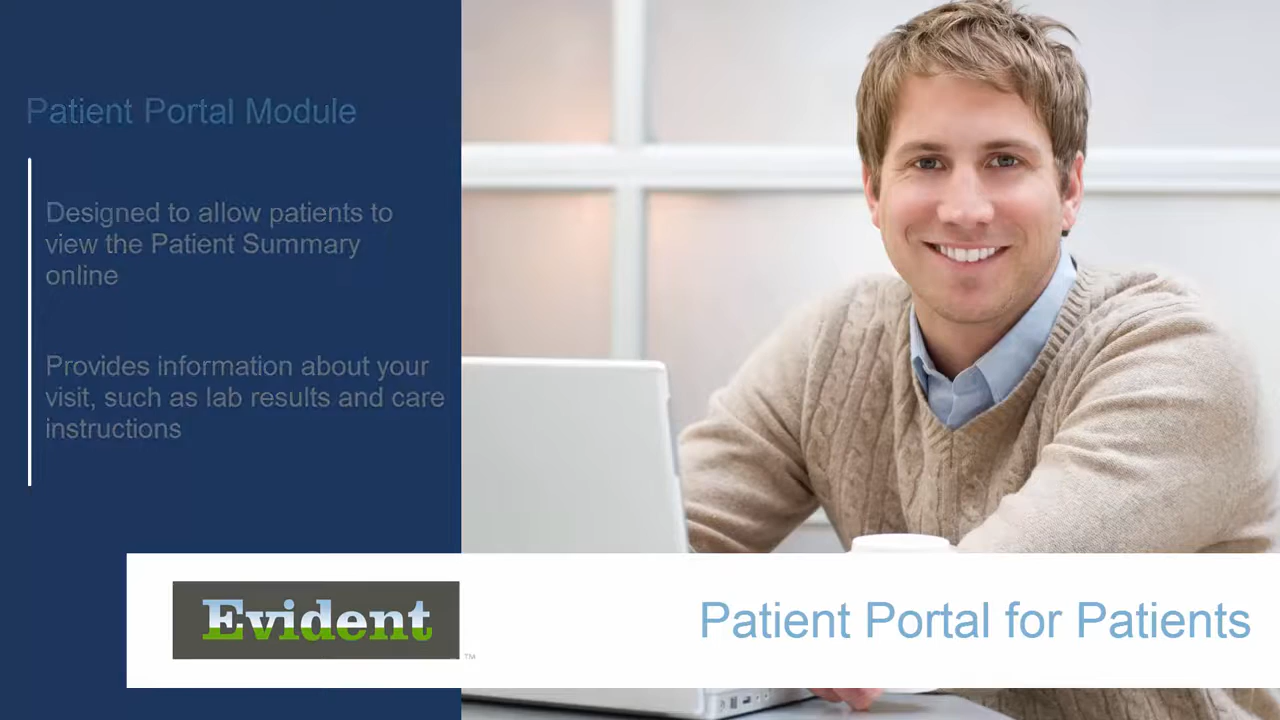 Patient Portal Module
Designed to allow patients to
view the Patient Summary
online
Provides information about your
visit, such as lab results and care
instructions
Evident
™
Patient Portal for Patients